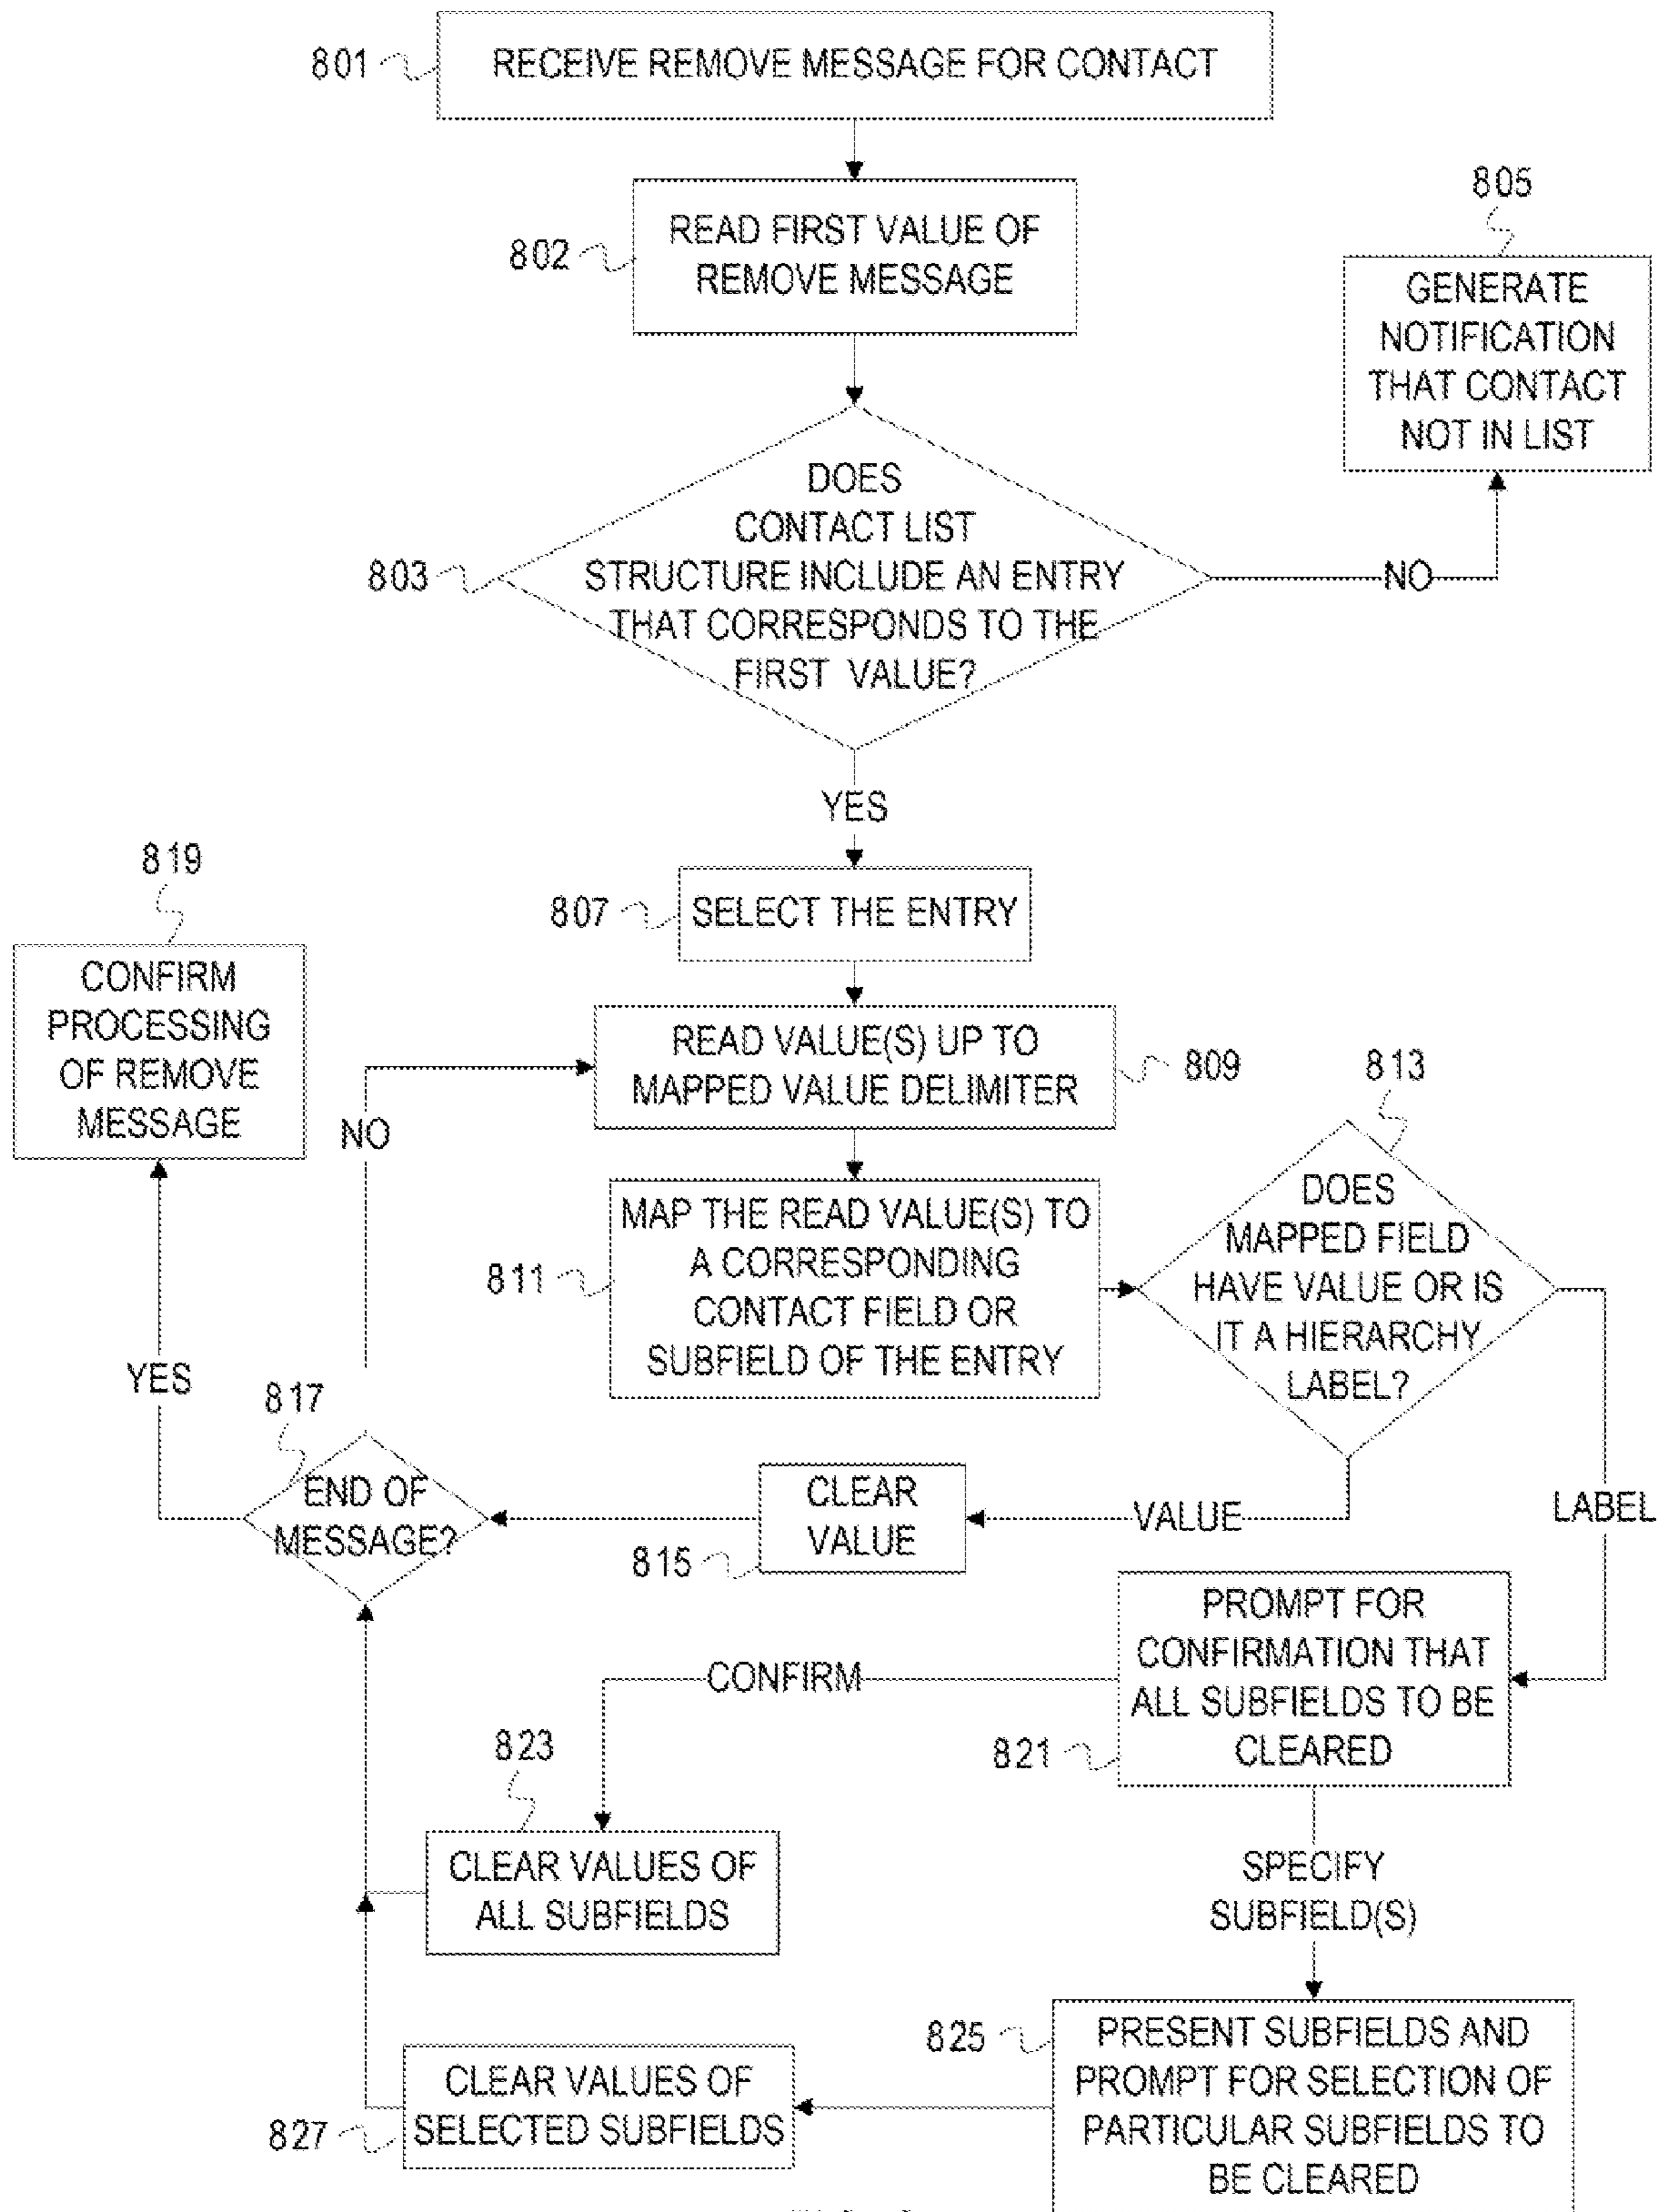 801
RECEIVE REMOVE MESSAGE FOR CONTACT
802
READ FIRST VALUE OF
REMOVE MESSAGE
805
GENERATE
NOTIFICATION
THAT CONTACT
NOT IN LIST
803
DOES
CONTACT LIST
STRUCTURE INCLUDE AN ENTRY
THAT CORRESPONDS TO THE
FIRST VALUE?
NO
YES
807
SELECT THE ENTRY
819
CONFIRM
PROCESSING
OF REMOVE
MESSAGE
READ VALUE(S) UP TO
MAPPED VALUE DELIMITER
809
813
NO
811
MAP THE READ VALUE(S) TO
A CORRESPONDING
CONTACT FIELD OR
SUBFIELD OF THE ENTRY
DOES
MAPPED FIELD
HAVE VALUE OR IS
IT A HIERARCHY
LABEL?
YES
817
END OF
MESSAGE?
CLEAR
VALUE
815
VALUE
LABEL
PROMPT FOR
CONFIRMATION THAT
ALL SUBFIELDS TO BE
CLEARED
821
CONFIRM
823
CLEAR VALUES OF
ALL SUBFIELDS
SPECIFY
SUBFIELD(S)
825
PRESENT SUBFIELDS AND
PROMPT FOR SELECTION OF
PARTICULAR SUBFIELDS TO
BE CLEARED
CLEAR VALUES OF
SELECTED SUBFIELDS
827